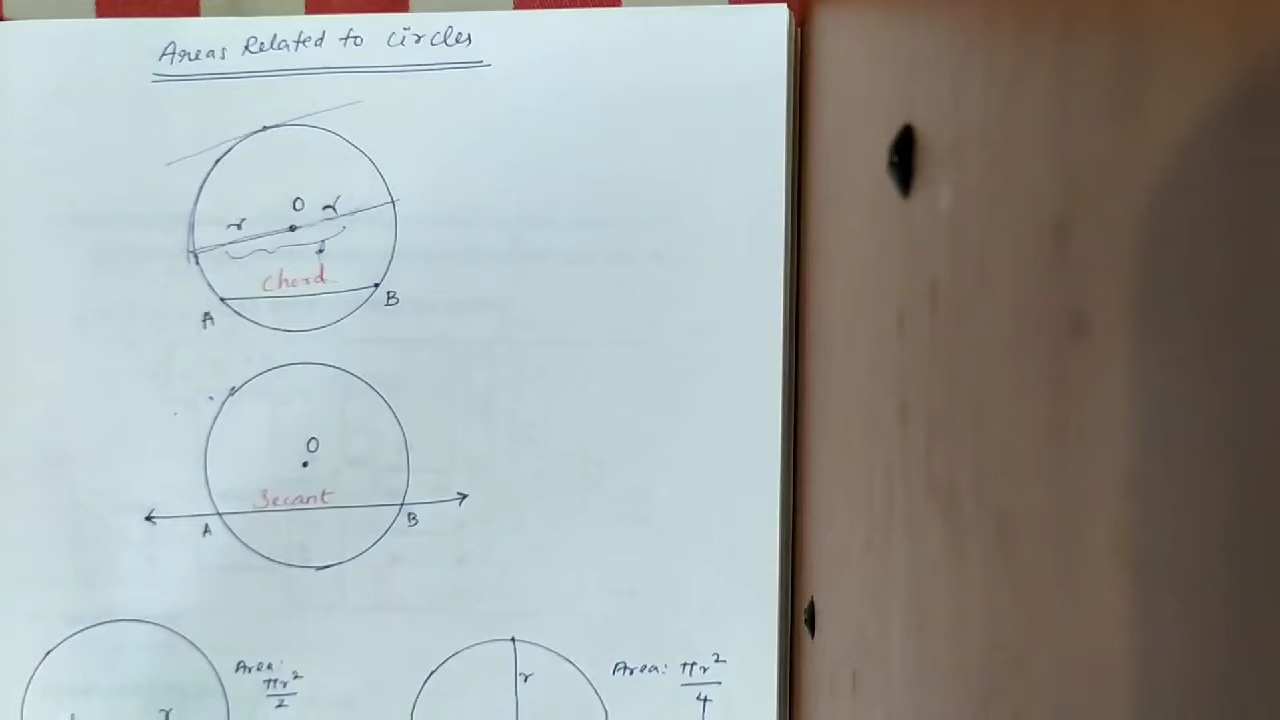 Areas Related to circles
O
r r
d
Chord
A B
O
Secant
A B
Area: πr²/2
r
r
Area: πr²/4